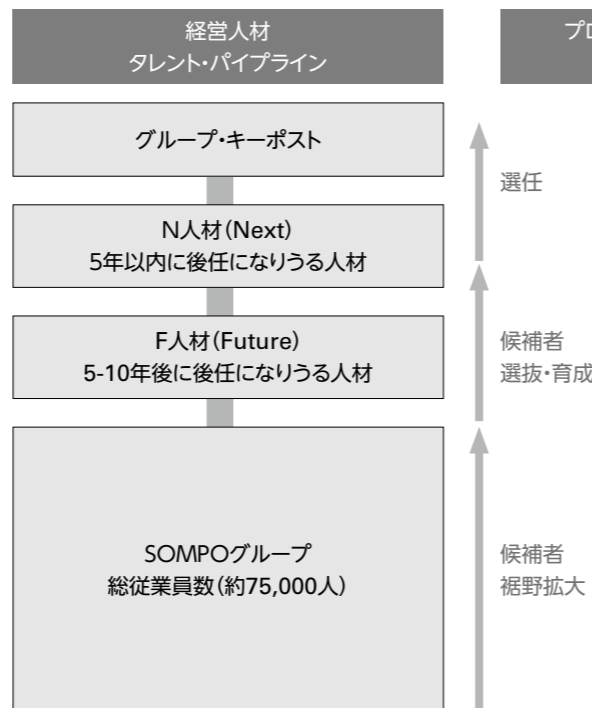 経営人材
タレント・パイプライン
プロ
グループ・キーポスト
選任
N人材(Next)
5年以内に後任になりうる人材
F人材(Future)
5-10年後に後任になりうる人材
候補者
選抜・育成
SOMPOグループ
総従業員数(約75,000人)
候補者
裾野拡大